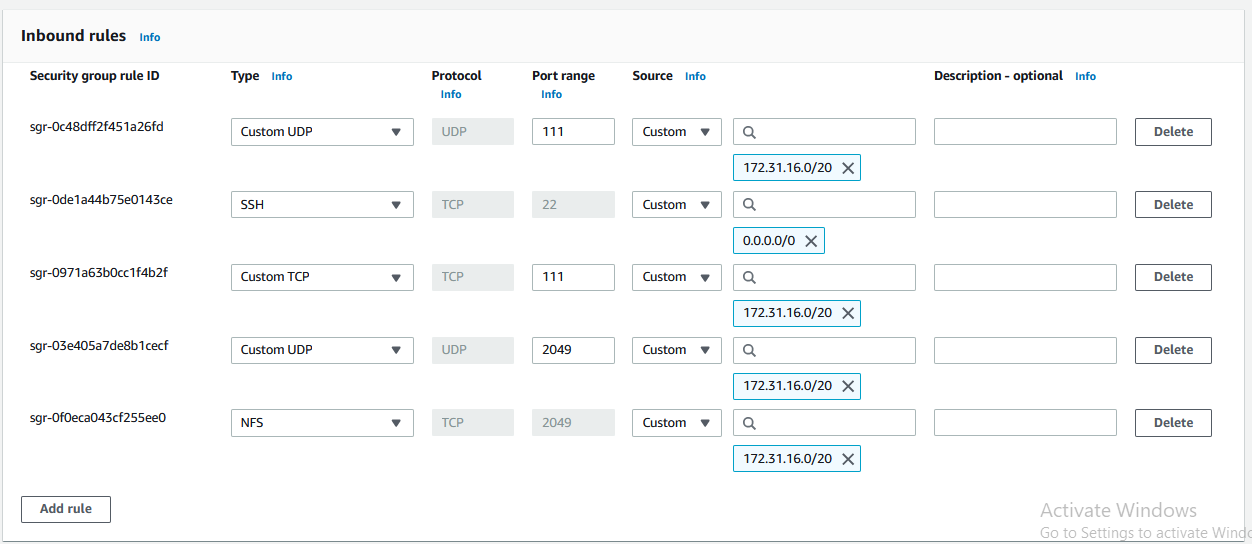 Inbound rules Info
Security group rule ID Type Info Protocol Info Port range Info Source Info Description - optional Info
sgr-0c48dff2f451a26fd Custom UDP UDP 111 Custom Delete
172.31.16.0/20
sgr-0de1a44b75e0143ce SSH TCP 22 Custom Delete
0.0.0.0/0
sgr-0971a63b0cc1f4b2f Custom TCP TCP 111 Custom Delete
172.31.16.0/20
sgr-03e405a7de8b1cecf Custom UDP UDP 2049 Custom Delete
172.31.16.0/20
sgr-0f0eca043cf255ee0 NFS TCP 2049 Custom Delete
172.31.16.0/20
Add rule
Activate Windows
Go to Settings to activate